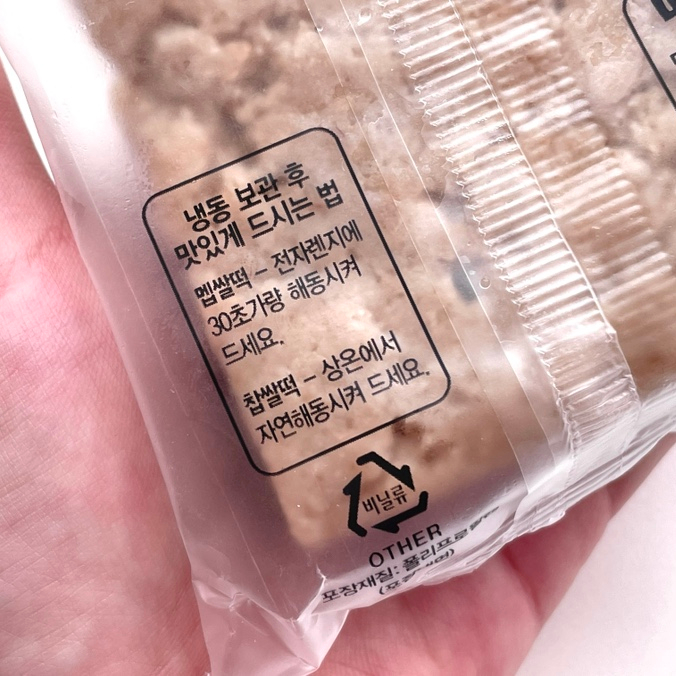 냉동 보관 후
맛있게 드시는 법
멥쌀떡 – 전자렌지에
30초가량 해동시켜
드세요.
찹쌀떡 – 상온에서
자연해동시켜 드세요.
비닐류
OTHER
포장재질: